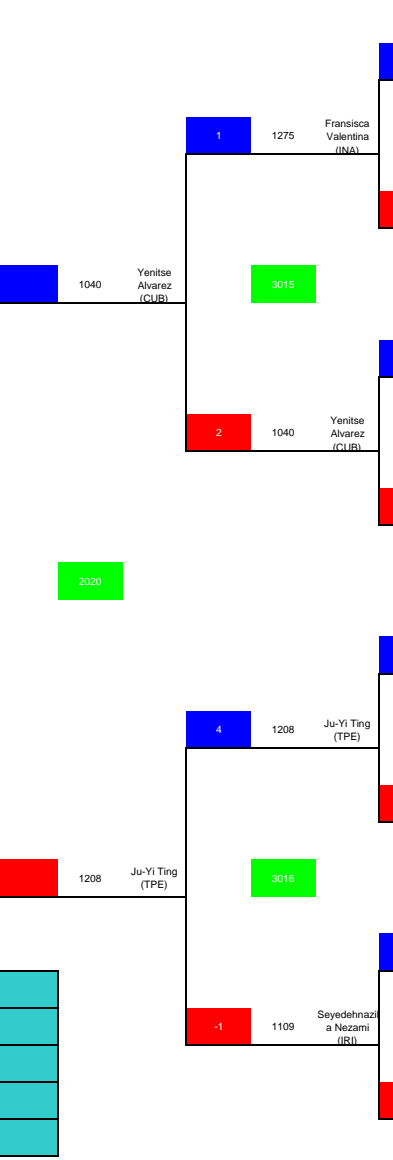 1 1275 Fransisca
Valentina
(INA)
1040 Yenitse
Alvarez
(CUB)
3015
2 1040 Yenitse
Alvarez
(CUB)
2020
4 1208 Ju-Yi Ting
(TPE)
1208 Ju-Yi Ting
(TPE)
3016
-1 1109 Seyedehnazil
a Nezami
(IRI)